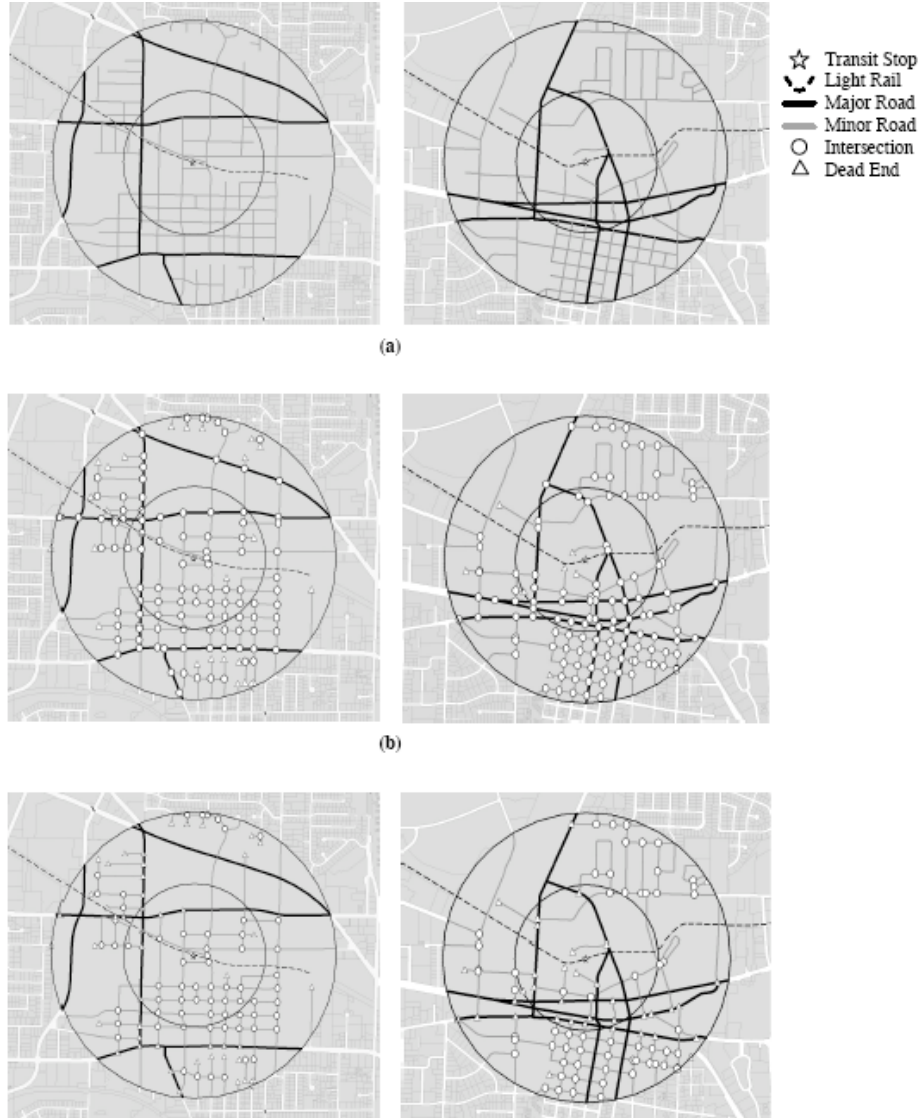 Transit Stop
Light Rail
Major Road
Minor Road
Intersection
Dead End
(a)
(b)